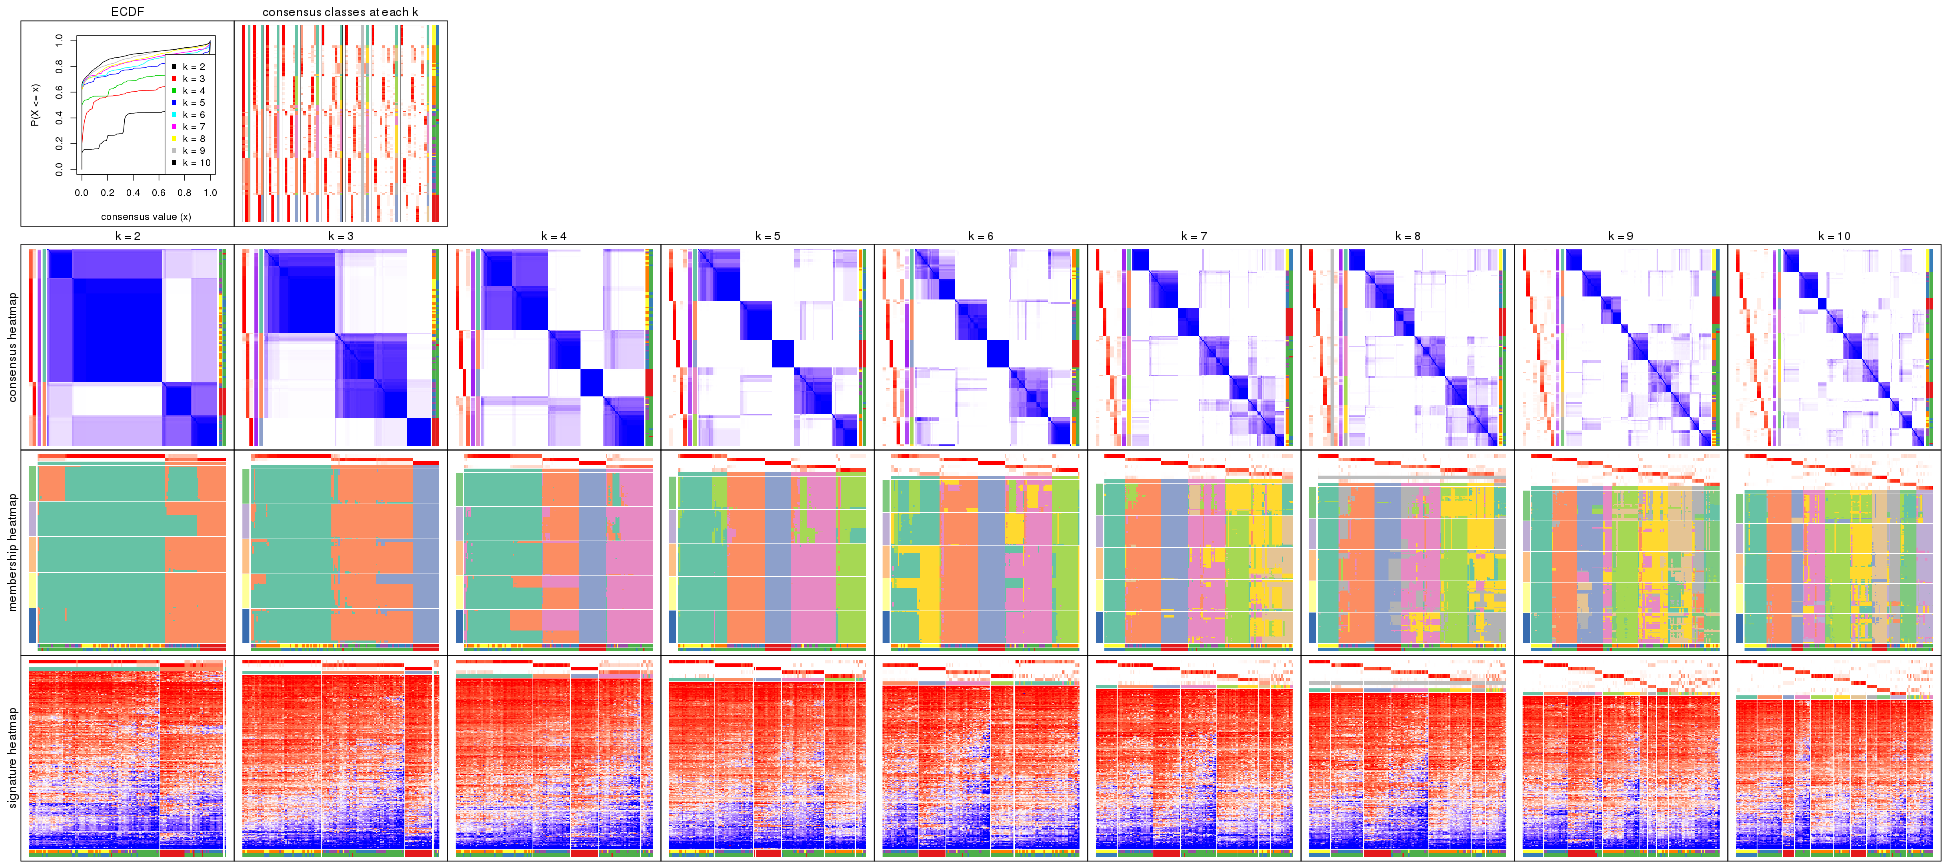 ECDF
consensus classes at each k
P(X <= x)
0.0 0.2 0.4 0.6 0.8 1.0
k = 2
k = 3
k = 4
k = 5
k = 6
k = 7
k = 8
k = 9
k = 10
0.0 0.2 0.4 0.6 0.8 1.0
consensus value (x)
k = 2 k = 3 k = 4 k = 5 k = 6 k = 7 k = 8 k = 9 k = 10
consensus heatmap
membership heatmap
signature heatmap